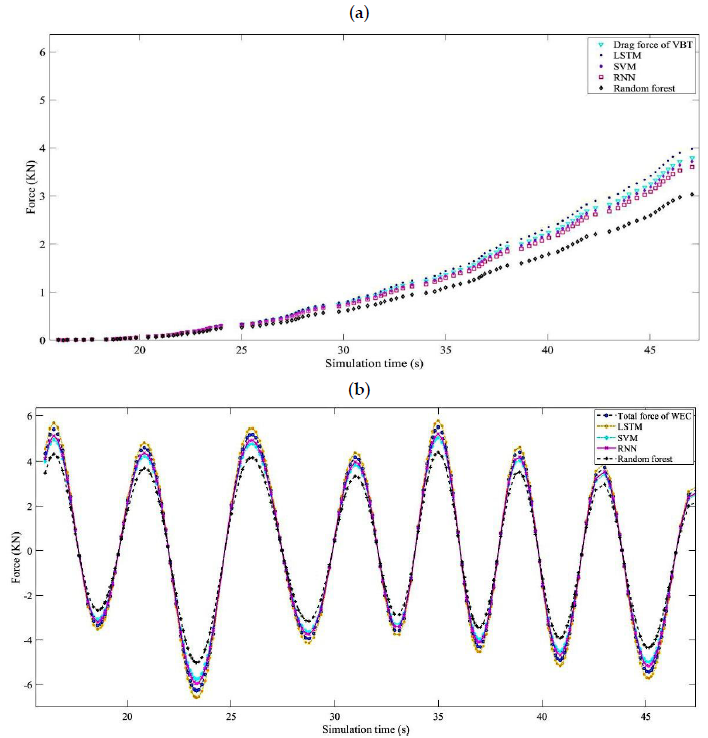 (a)
6
5
4
3
2
1
0
Force (KN)
Drag force of VBT
LSTM
SVM
RNN
Random forest
20 25 30 35 40 45
Simulation time (s)
(b)
6
4
2
0
-2
-4
-6
Force (KN)
Total force of WEC
LSTM
SVM
RNN
Random forest
20 25 30 35 40 45
Simulation time (s)